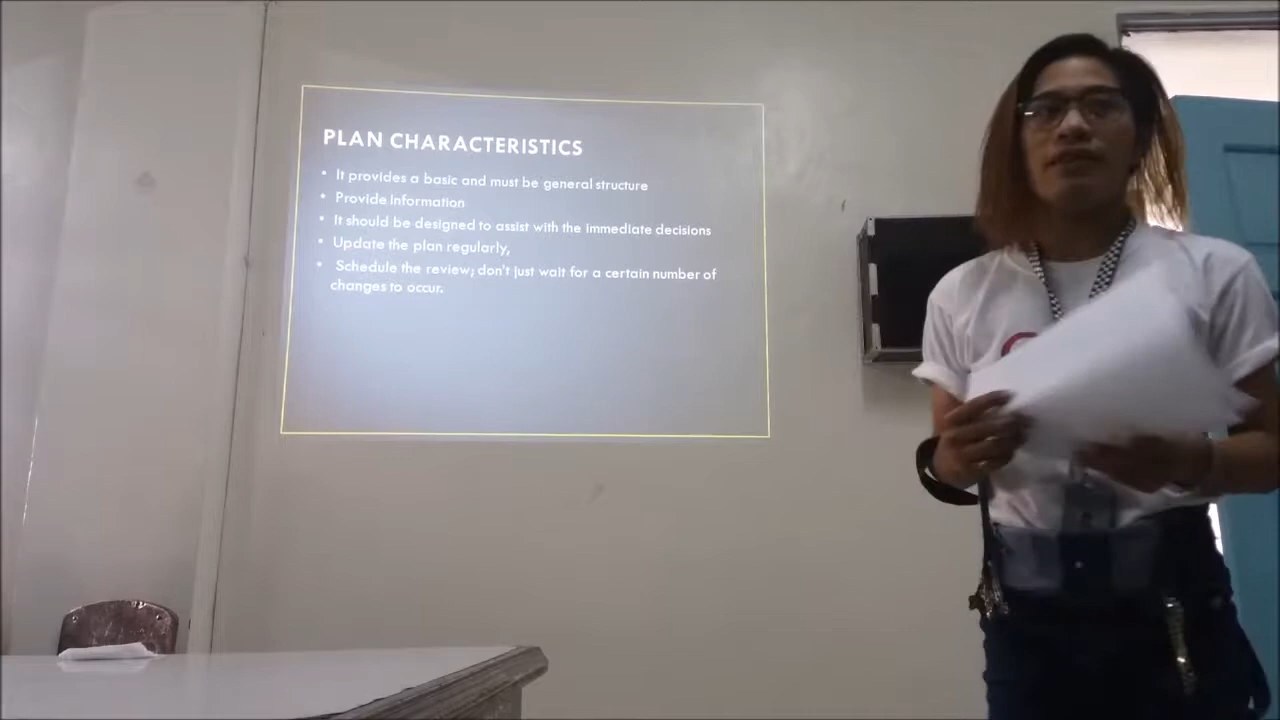 PLAN CHARACTERISTICS
• It provides a basic and must be general structure
• Provide Information
• It should be designed to assist with the immediate decisions
• Update the plan regularly,
• Schedule the review; don't just wait for a certain number of
changes to occur.